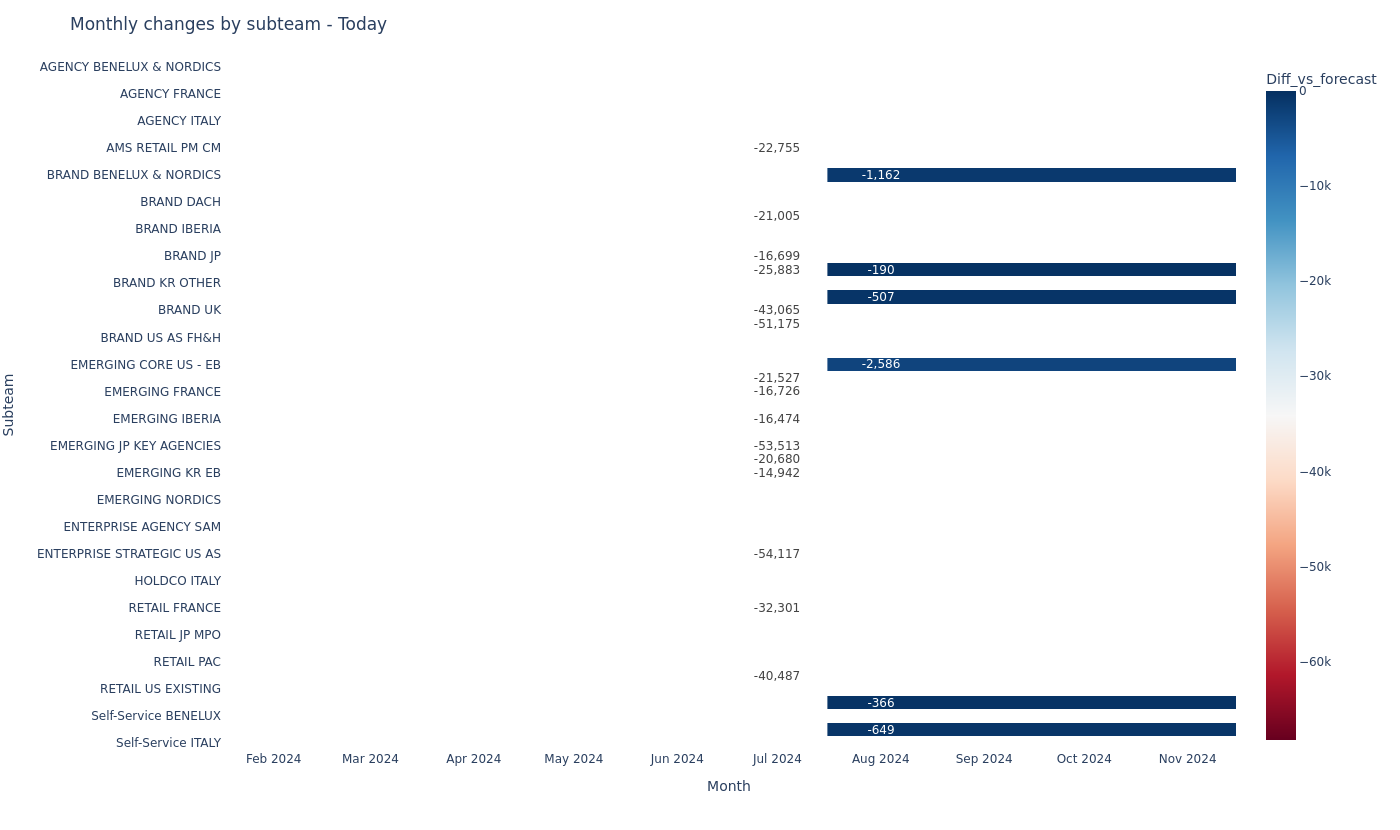 Monthly changes by subteam - Today
Diff_vs_forecast
0
−10k
−20k
−30k
−40k
−50k
−60k
Subteam
AGENCY BENELUX & NORDICS
AGENCY FRANCE
AGENCY ITALY
AMS RETAIL PM CM -22,755
BRAND BENELUX & NORDICS -1,162
BRAND DACH
-21,005
BRAND IBERIA
BRAND JP -16,699
-25,883 -190
BRAND KR OTHER
-507
BRAND UK -43,065
-51,175
BRAND US AS FH&H
EMERGING CORE US - EB -2,586
-21,527
EMERGING FRANCE -16,726
EMERGING IBERIA -16,474
EMERGING JP KEY AGENCIES -53,513
-20,680
EMERGING KR EB -14,942
EMERGING NORDICS
ENTERPRISE AGENCY SAM
ENTERPRISE STRATEGIC US AS -54,117
HOLDCO ITALY
RETAIL FRANCE -32,301
RETAIL JP MPO
RETAIL PAC
-40,487
RETAIL US EXISTING
-366
Self-Service BENELUX
-649
Self-Service ITALY
Feb 2024 Mar 2024 Apr 2024 May 2024 Jun 2024 Jul 2024 Aug 2024 Sep 2024 Oct 2024 Nov 2024
Month